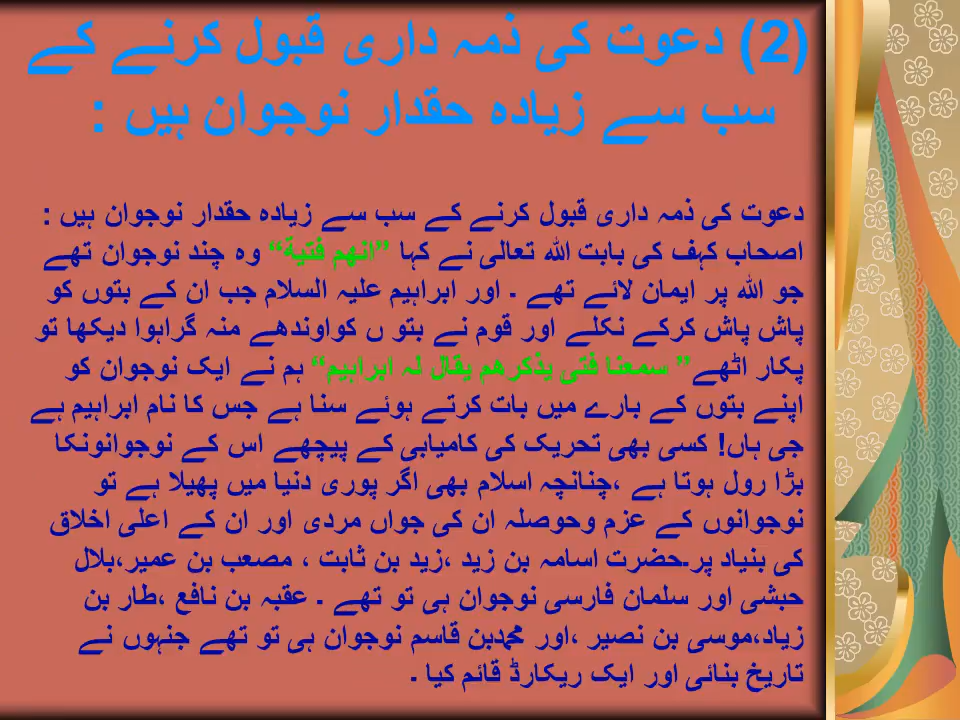 (2) دعوت کی ذمہ داری قبول کرنے کے
سب سے زیادہ حقدار نوجوان ہیں :
دعوت کی ذمہ داری قبول کرنے کے سب سے زیادہ حقدار نوجوان ہیں :
اصحاب کہف کی بابت اللہ تعالی نے کہا ”انھم فتیة“ وہ چند نوجوان تھے
جو اللہ پر ایمان لائے تھے ۔ اور ابراہیم علیہ السلام جب ان کے بتوں کو
پاش پاش کرکے نکلے اور قوم نے بتو ں کواوندھے منہ گراہوا دیکھا تو
پکار اٹھے” سمعنا فتی یذکرھم یقال لہ ابراہیم“ ہم نے ایک نوجوان کو
اپنے بتوں کے بارے میں بات کرتے ہوئے سنا ہے جس کا نام ابراہیم ہے
جی ہاں! کسی بھی تحریک کی کامیابی کے پیچھے اس کے نوجوانونکا
بڑا رول ہوتا ہے ،چنانچہ اسلام بھی اگر پوری دنیا میں پھیلا ہے تو
نوجوانوں کے عزم وحوصلہ ان کی جواں مردی اور ان کے اعلی اخلاق
کی بنیاد پر۔حضرت اسامہ بن زید ،زید بن ثابت ، مصعب بن عمیر،بلال
حبشی اور سلمان فارسی نوجوان ہی تو تھے ۔ عقبہ بن نافع ،طار بن
زیاد،موسی بن نصیر ،اور محمدبن قاسم نوجوان ہی تو تھے جنہوں نے
تاریخ بنائی اور ایک ریکارڈ قائم کیا ۔